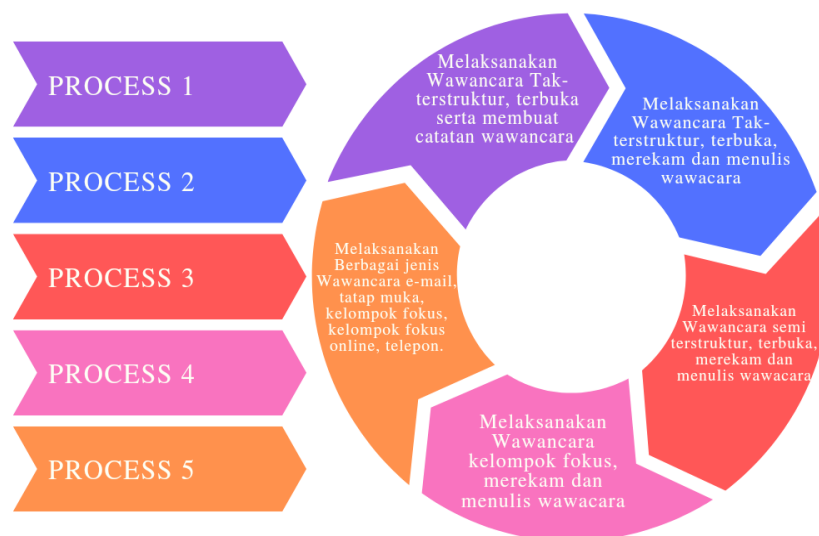 PROCESS 1
PROCESS 2
PROCESS 3
PROCESS 4
PROCESS 5
Melaksanakan
Wawancara Tak-
terstruktur, terbuka
serta membuat
catatan wawancara
Melaksanakan
Wawancara Tak-
terstruktur, terbuka,
merekam dan menulis
wawacara
Melaksanakan
Wawancara semi
terstruktur, terbuka,
merekam dan
menulis wawacara
Melaksanakan
Wawancara
kelompok fokus,
merekam dan
menulis wawacara
Melaksanakan
Berbagai jenis
Wawancara e-mail,
tatap muka,
kelompok fokus,
kelompok fokus
online, telepon.